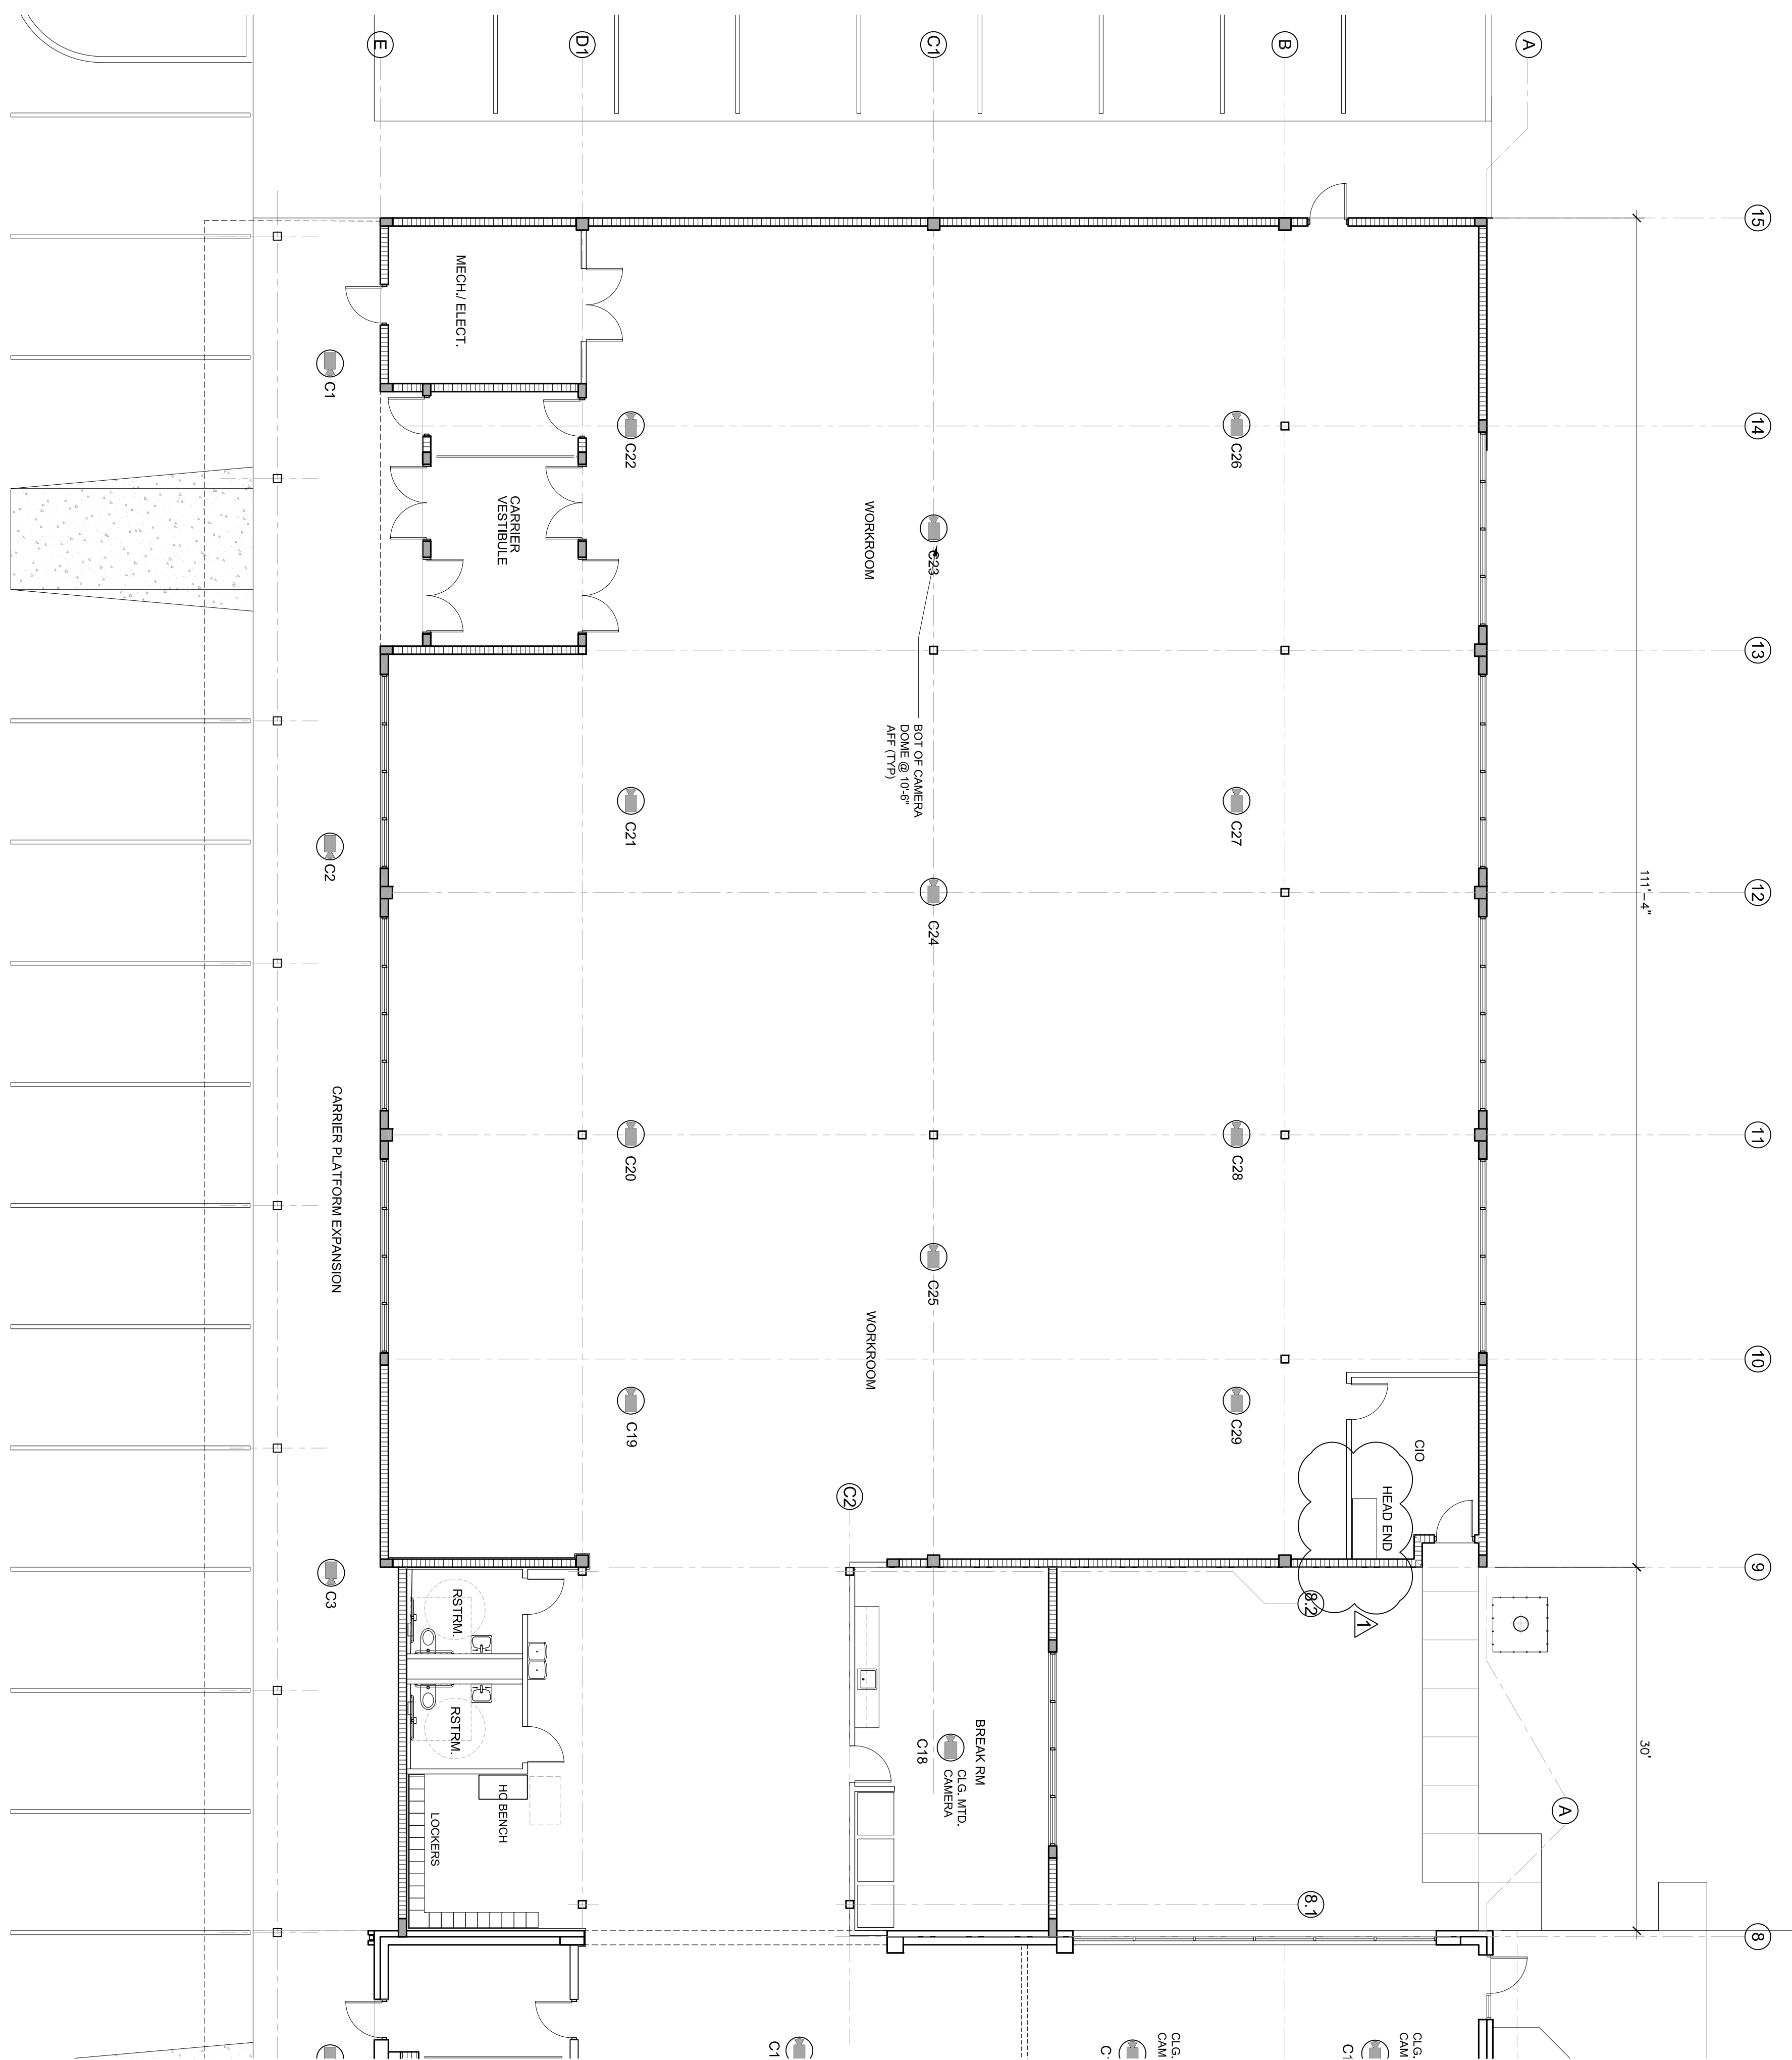 E
D1
C1
B
A
15
MECH./ ELECT.
C1
14
C22
C26
CARRIER
VESTIBULE
WORKROOM
C23
13
BOT OF CAMERA
DOME @ 10'-6"
AFF (TYP)
C21
C27
C2
111'-4"
12
C24
CARRIER PLATFORM EXPANSION
11
C20
C28
C25
WORKROOM
10
C19
C29
CIO
HEAD END
C2
9
C3
8.2
1
RSTRM.
RSTRM.
BREAK RM
C18
CLG. MTD.
CAMERA
30'
A
HC BENCH
LOCKERS
8.1
8
CLG.
CLG.